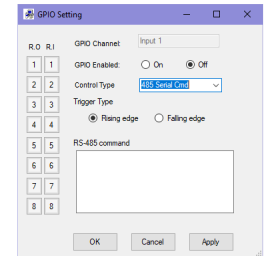 GPIO Setting
R.O R.I
GPIO Channel: Input 1
1 1 GPIO Enabled: On Off
2 2 Control Type 485 Serial Cmd
3 3 Trigger Type
4 4 Rising edge Falling edge
5 5 RS-485 command
6 6
7 7
8 8
OK Cancel Apply